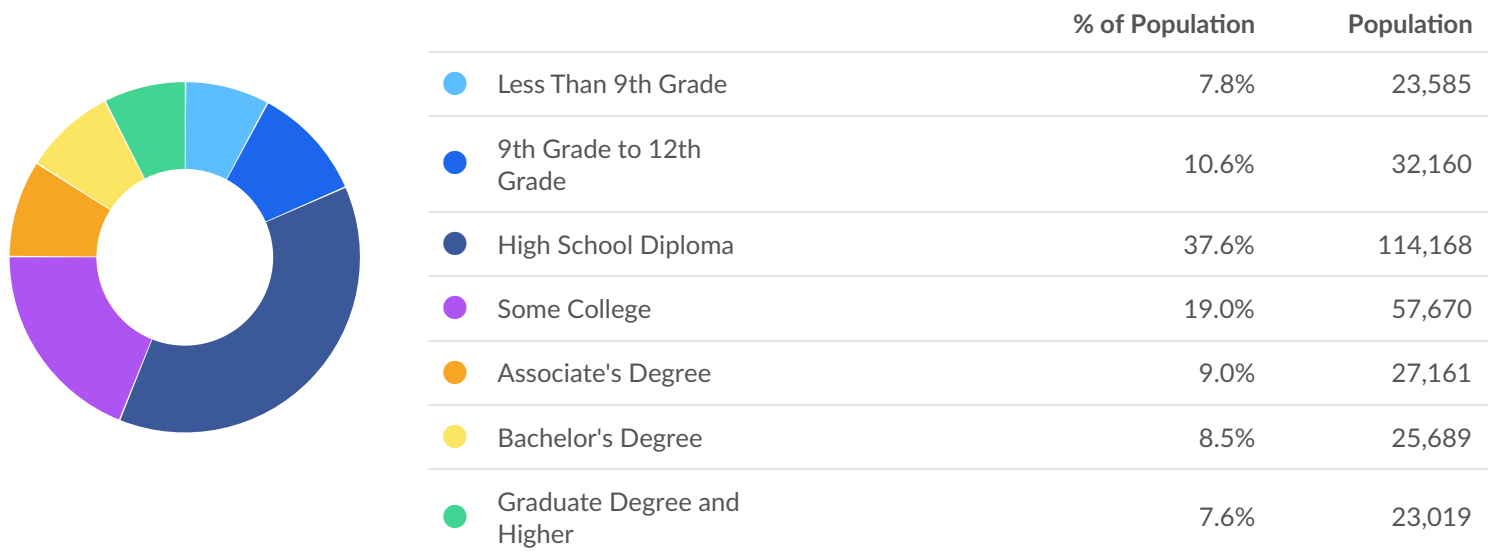 % of Population Population
Less Than 9th Grade 7.8% 23,585
9th Grade to 12th
Grade 10.6% 32,160
High School Diploma 37.6% 114,168
Some College 19.0% 57,670
Associate's Degree 9.0% 27,161
Bachelor's Degree 8.5% 25,689
Graduate Degree and
Higher 7.6% 23,019